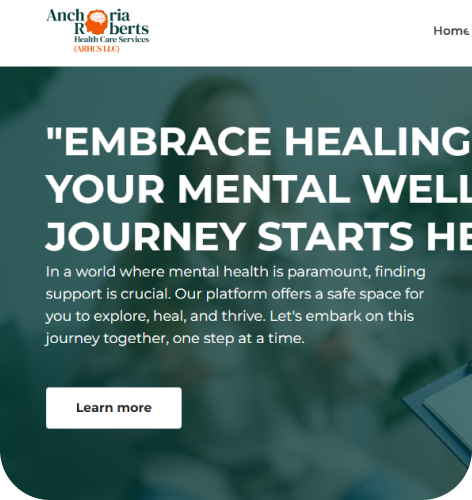 Anchoria
Roberts
Health Care Services
(ARHCS LLC)
Home
"EMBRACE HEALING
YOUR MENTAL WELL
JOURNEY STARTS HE
In a world where mental health is paramount, finding
support is crucial. Our platform offers a safe space for
you to explore, heal, and thrive. Let's embark on this
journey together, one step at a time.
Learn more